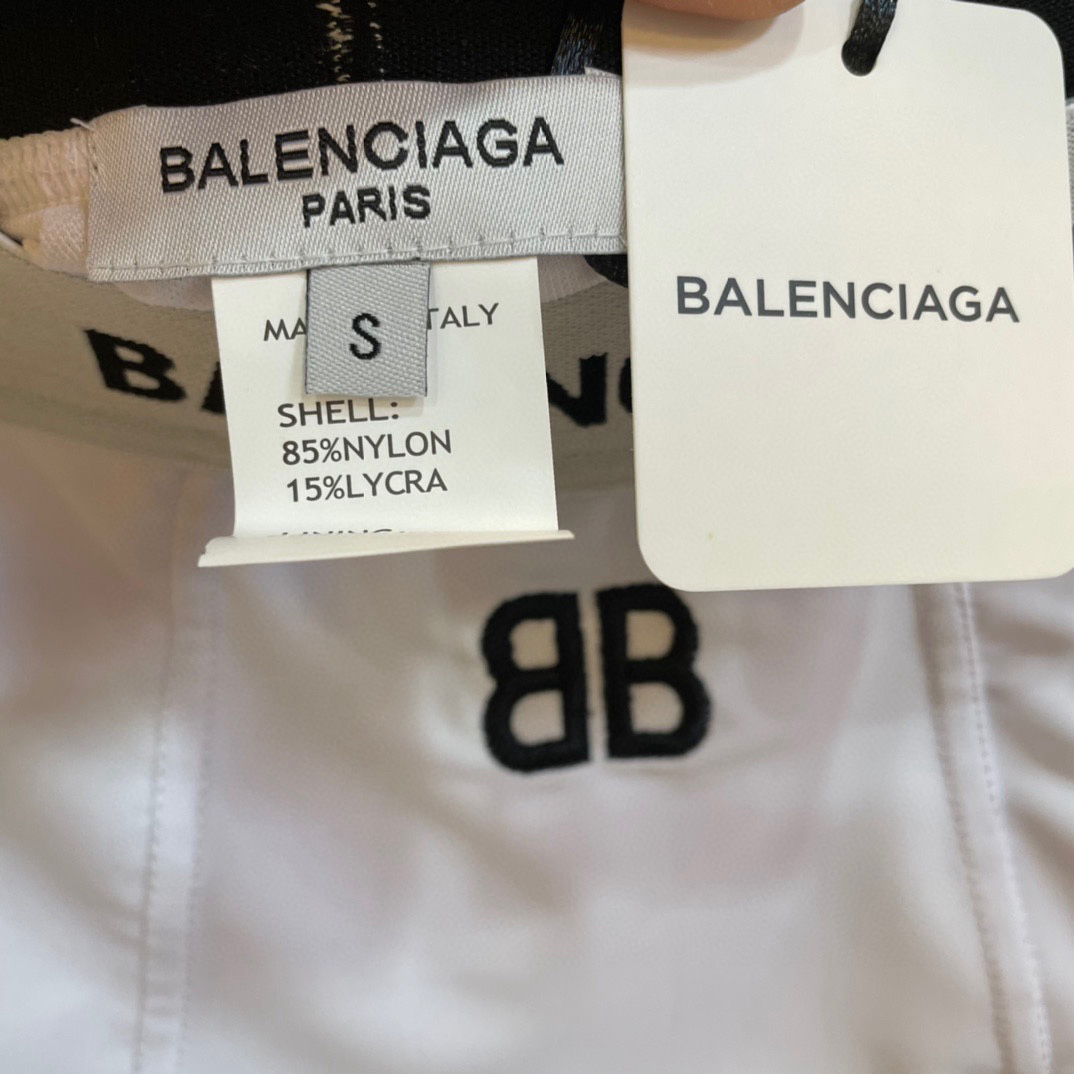 BALENCIAGA
PARIS
BALENCIAGA
S
SHELL:
85%NYLON
15%LYCRA
BB